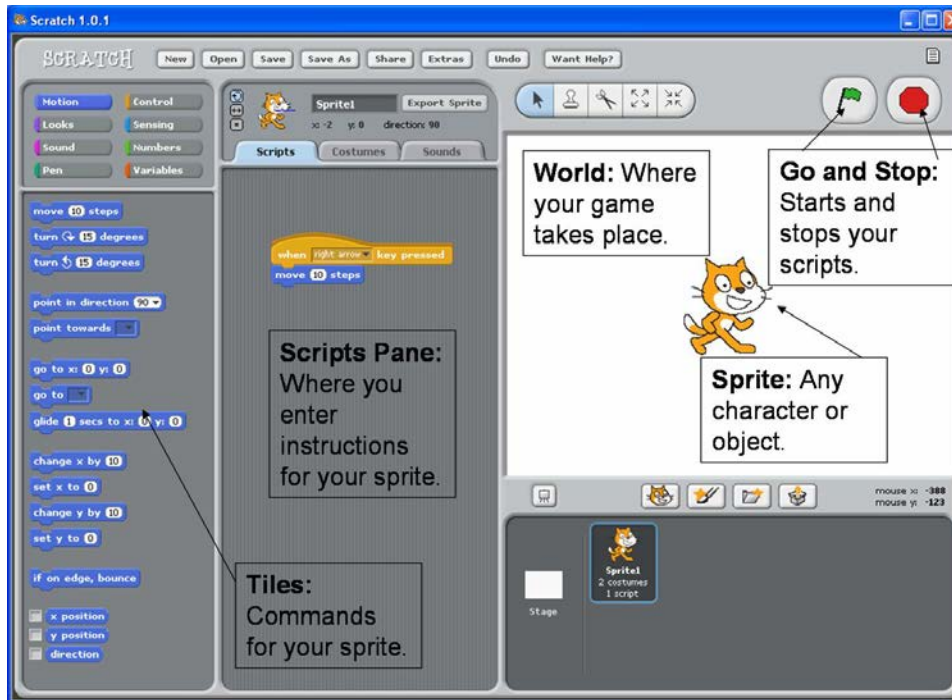 Scratch 1.0.1
SCRATCH New Open Save Save As Share Extras Undo Want Help?
Motion Control
Looks Sensing
Sound Numbers
Pen Variables
Sprite1 Export Sprite
x: -2 y: 0 direction: 90
Scripts Costumes Sounds
move 10 steps
turn 15 degrees
turn 15 degrees
point in direction 90
point towards
go to x: 0 y: 0
go to
glide 1 secs to x: 0 y: 0
change x by 10
set x to 0
change y by 10
set y to 0
if on edge, bounce
x position
y position
direction
when right arrow key pressed
move 10 steps
Scripts Pane:
Where you
enter
instructions
for your sprite.
Tiles:
Commands
for your sprite.
World: Where
your game
takes place.
Go and Stop:
Starts and
stops your
scripts.
Sprite: Any
character or
object.
mouse x: -388
mouse y: -123
Stage
Sprite1
2 costumes
1 script